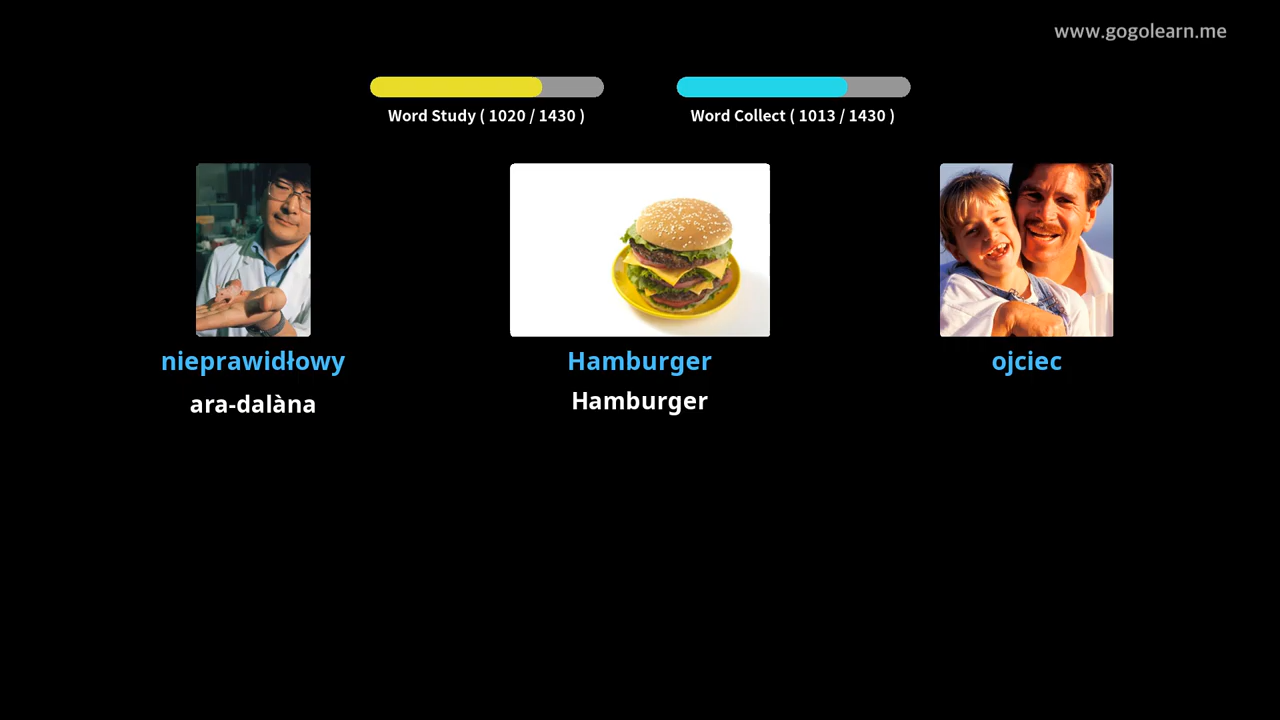 www.gogolearn.me
Word Study ( 1020 / 1430 )
Word Collect ( 1013 / 1430 )
nieprawidłowy
ara-dalàna
Hamburger
Hamburger
ojciec